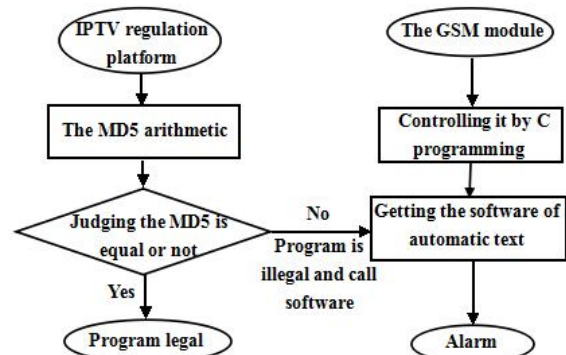 IPTV regulation
platform
The MD5 arithmetic
Judging the MD5 is
equal or not
Yes
Program legal
No
Program is
illegal and call
software
The GSM module
Controlling it by C
programming
Getting the software of
automatic text
Alarm